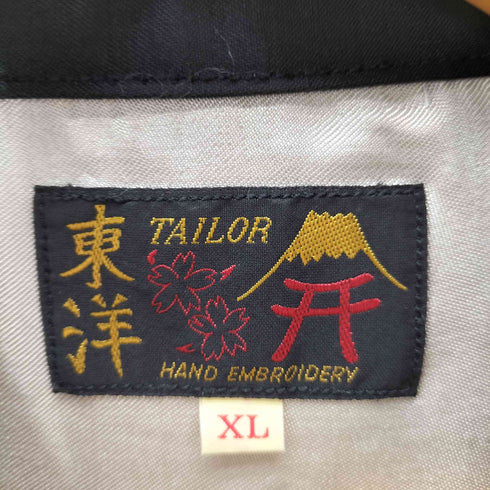 東洋
TAILOR
HAND EMBROIDERY
XL